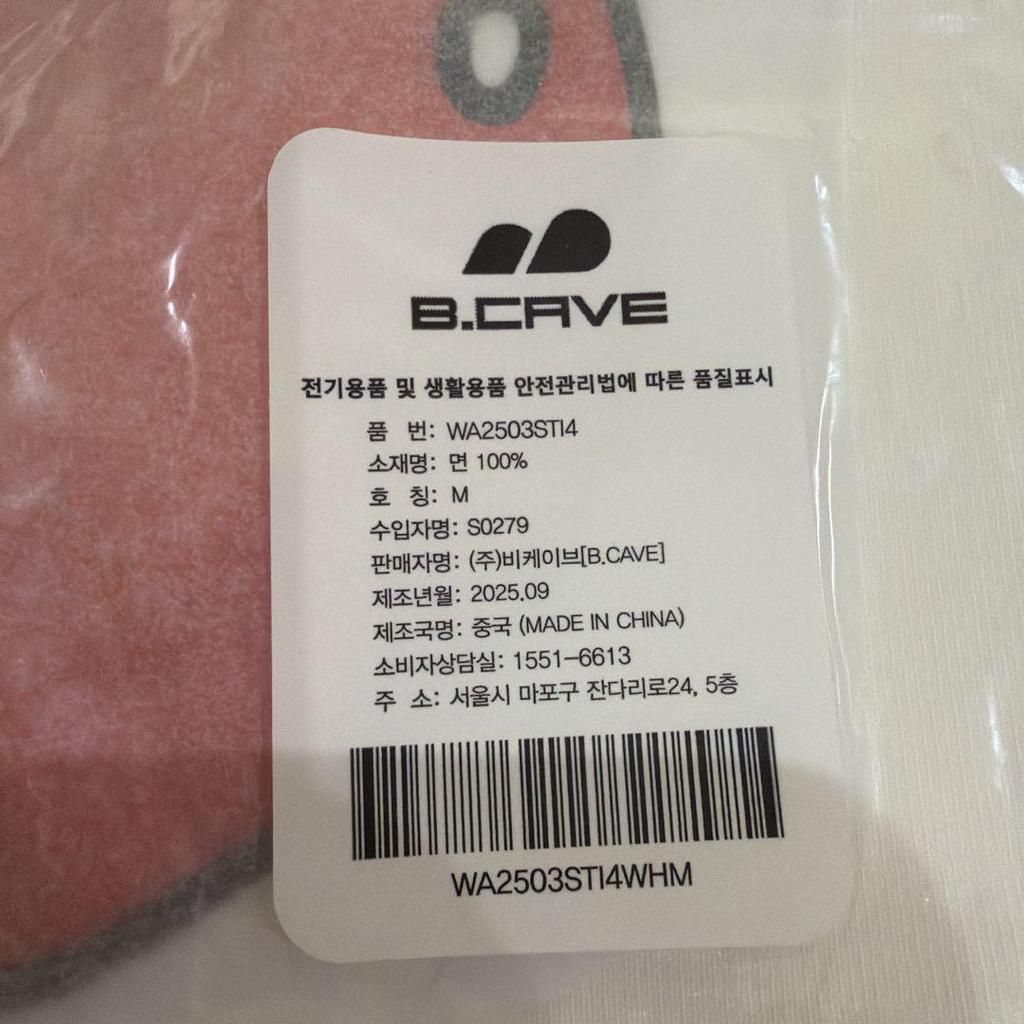 B.CAVE
전기용품 및 생활용품 안전관리법에 따른 품질표시
품 번: WA2503STI4
소재명: 면 100%
호 칭: M
수입자명: S0279
판매자명: (주)비케이브[B.CAVE]
제조년월: 2025.09
제조국명: 중국 (MADE IN CHINA)
소비자상담실: 1551-6613
주 소: 서울시 마포구 잔다리로24, 5층
WA2503STI4WHM